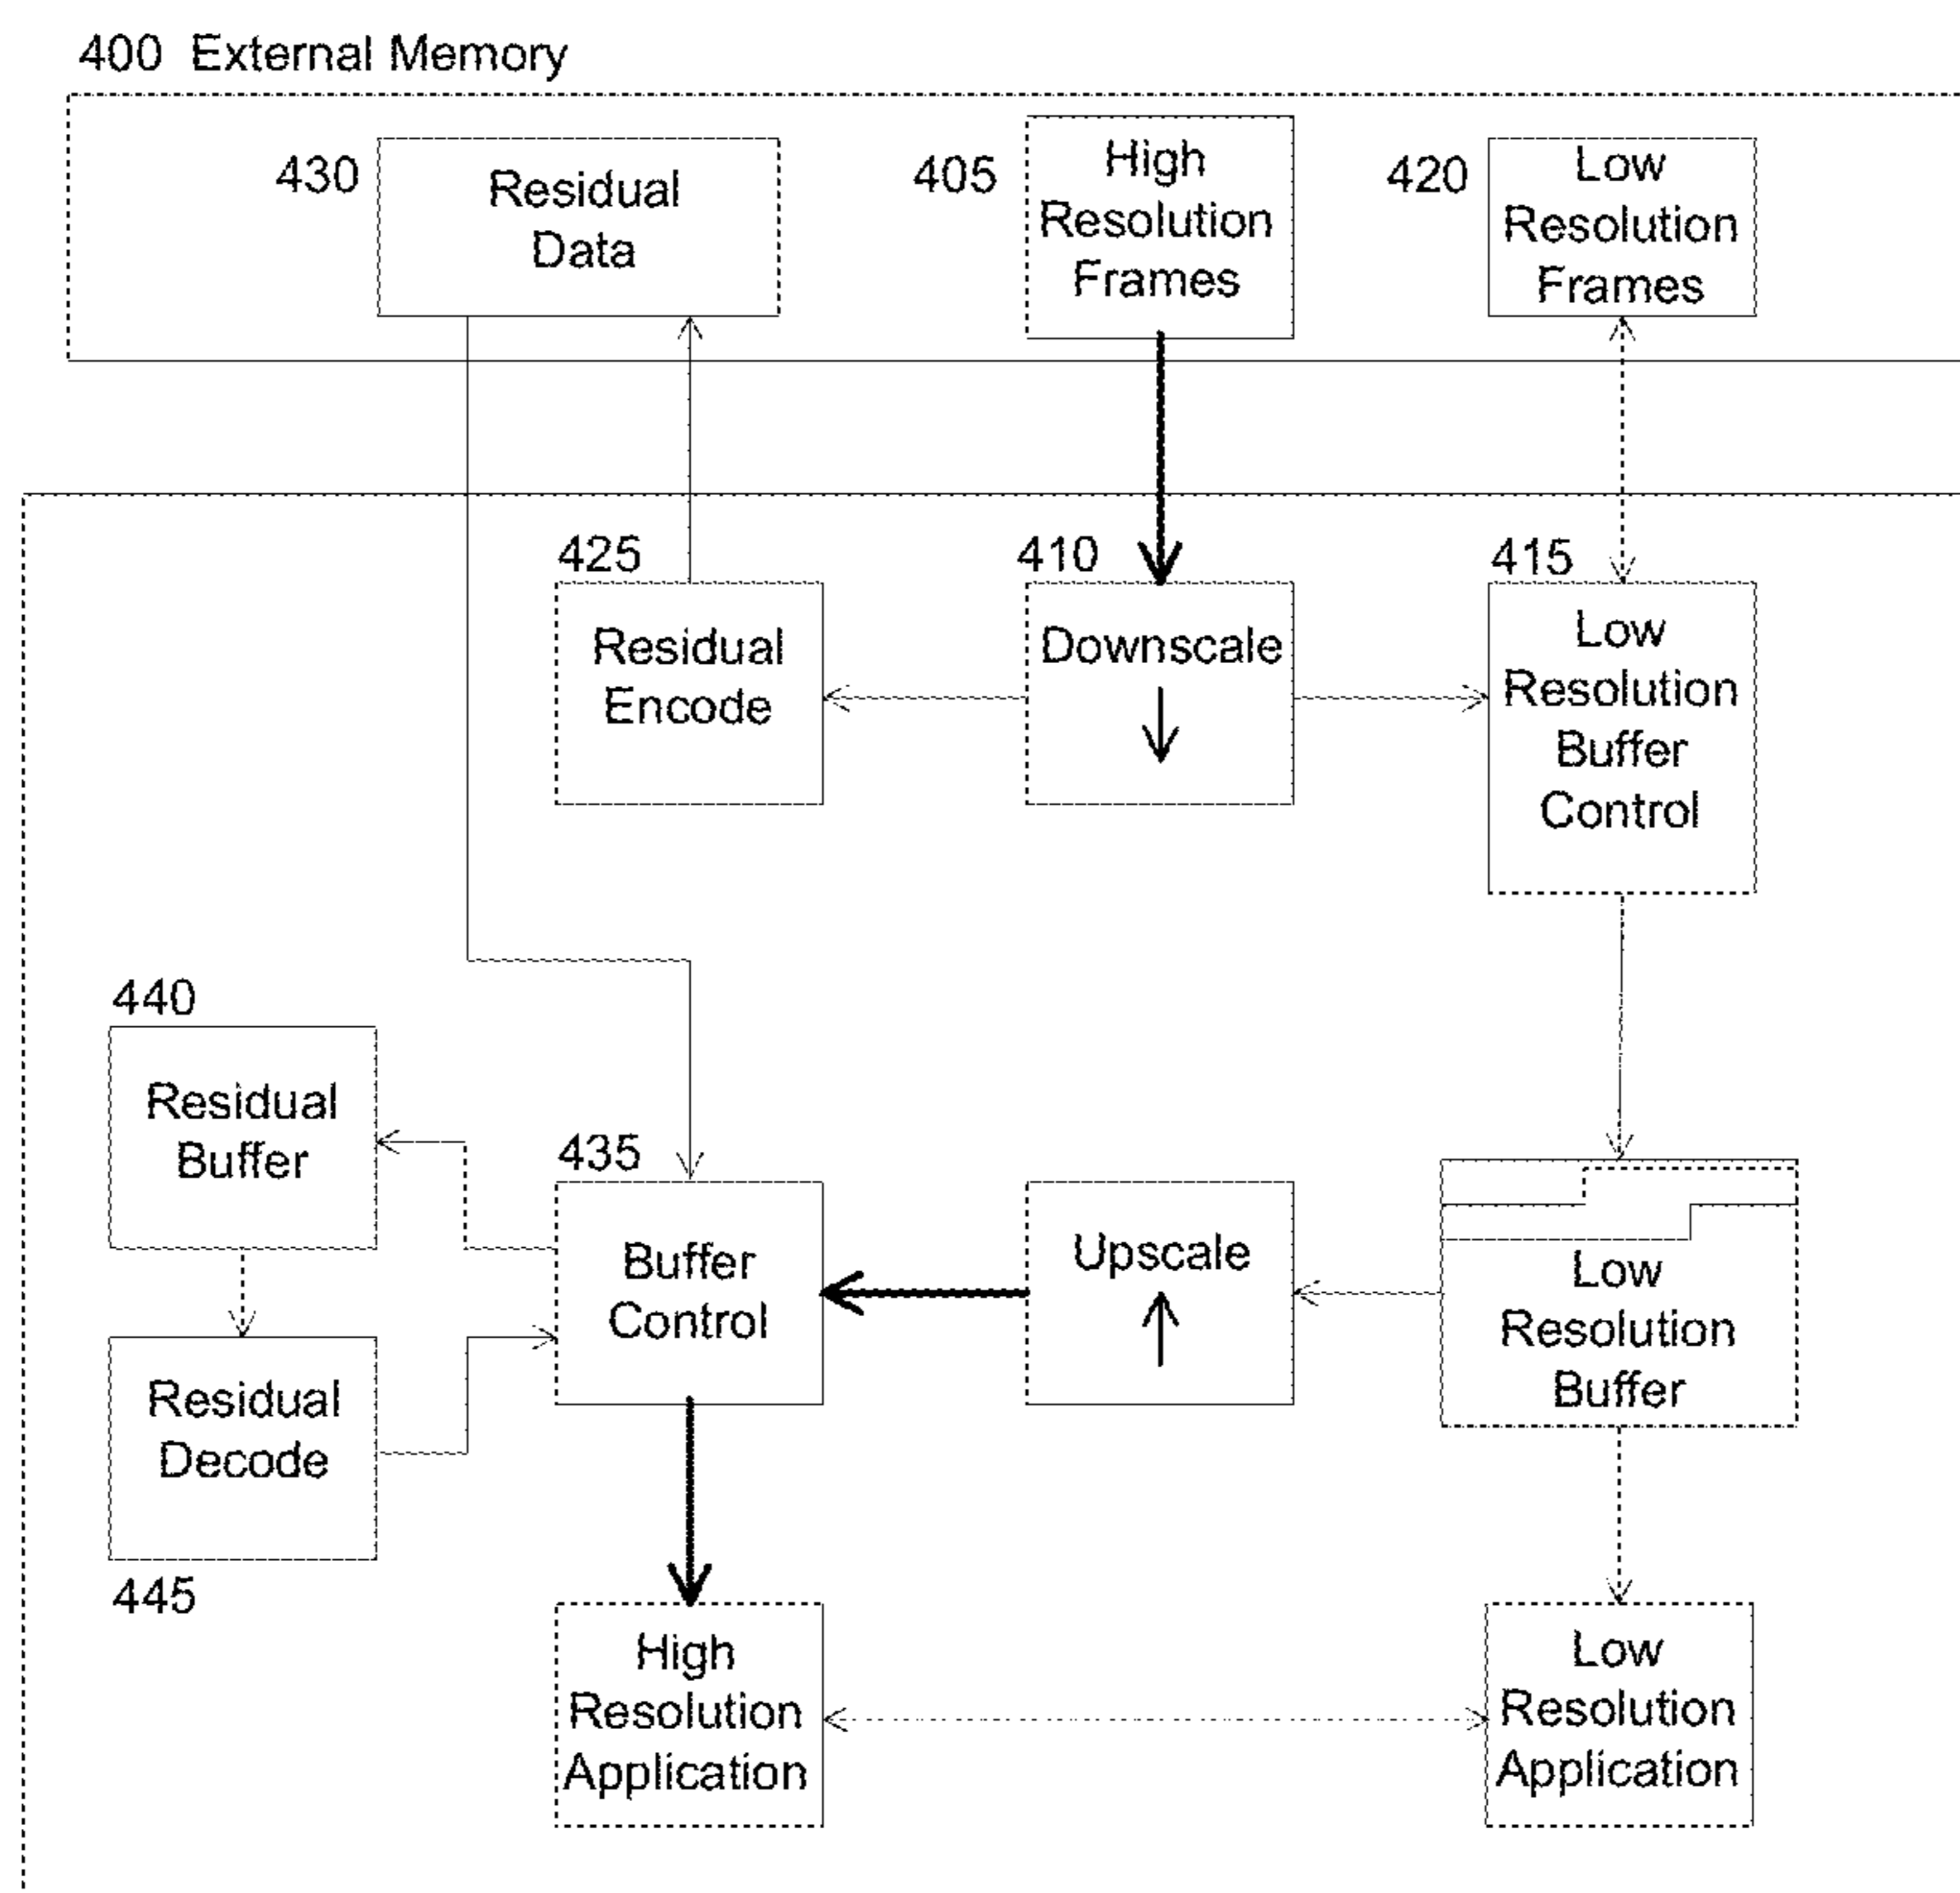 400 External Memory
430
Residual
Data
405
High
Resolution
Frames
420
Low
Resolution
Frames
425
Residual
Encode
410
Downscale
415
Low
Resolution
Buffer
Control
440
Residual
Buffer
435
Buffer
Control
Upscale
Low
Resolution
Buffer
Residual
Decode
445
High
Resolution
Application
Low
Resolution
Application